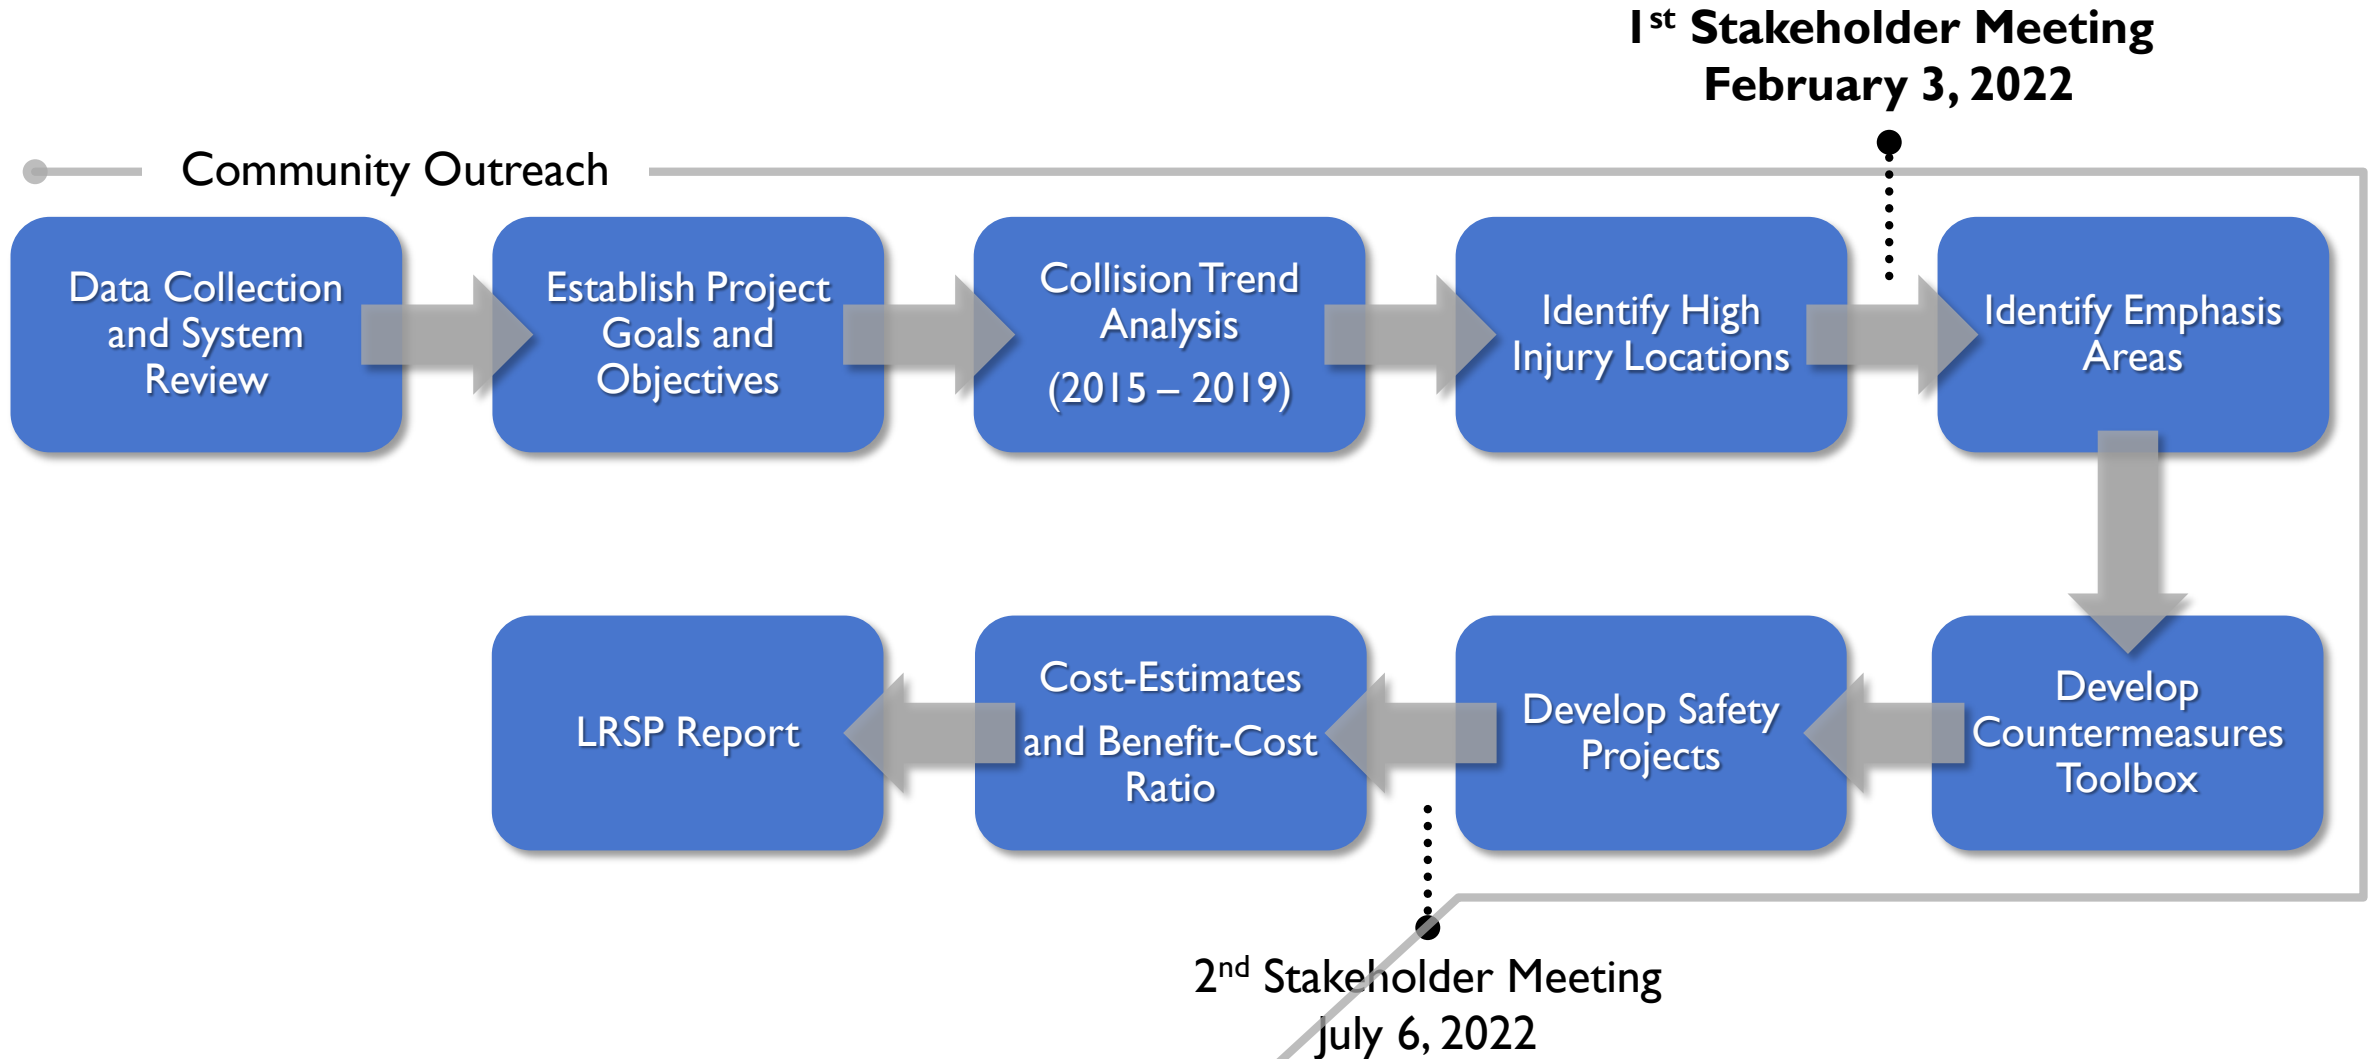 1st Stakeholder Meeting
February 3, 2022
Community Outreach
Data Collection
and System
Review
Establish Project
Goals and
Objectives
Collision Trend
Analysis
(2015 – 2019)
Identify High
Injury Locations
Identify Emphasis
Areas
Develop
Countermeasures
Toolbox
Develop Safety
Projects
Cost-Estimates
and Benefit-Cost
Ratio
LRSP Report
2nd Stakeholder Meeting
July 6, 2022